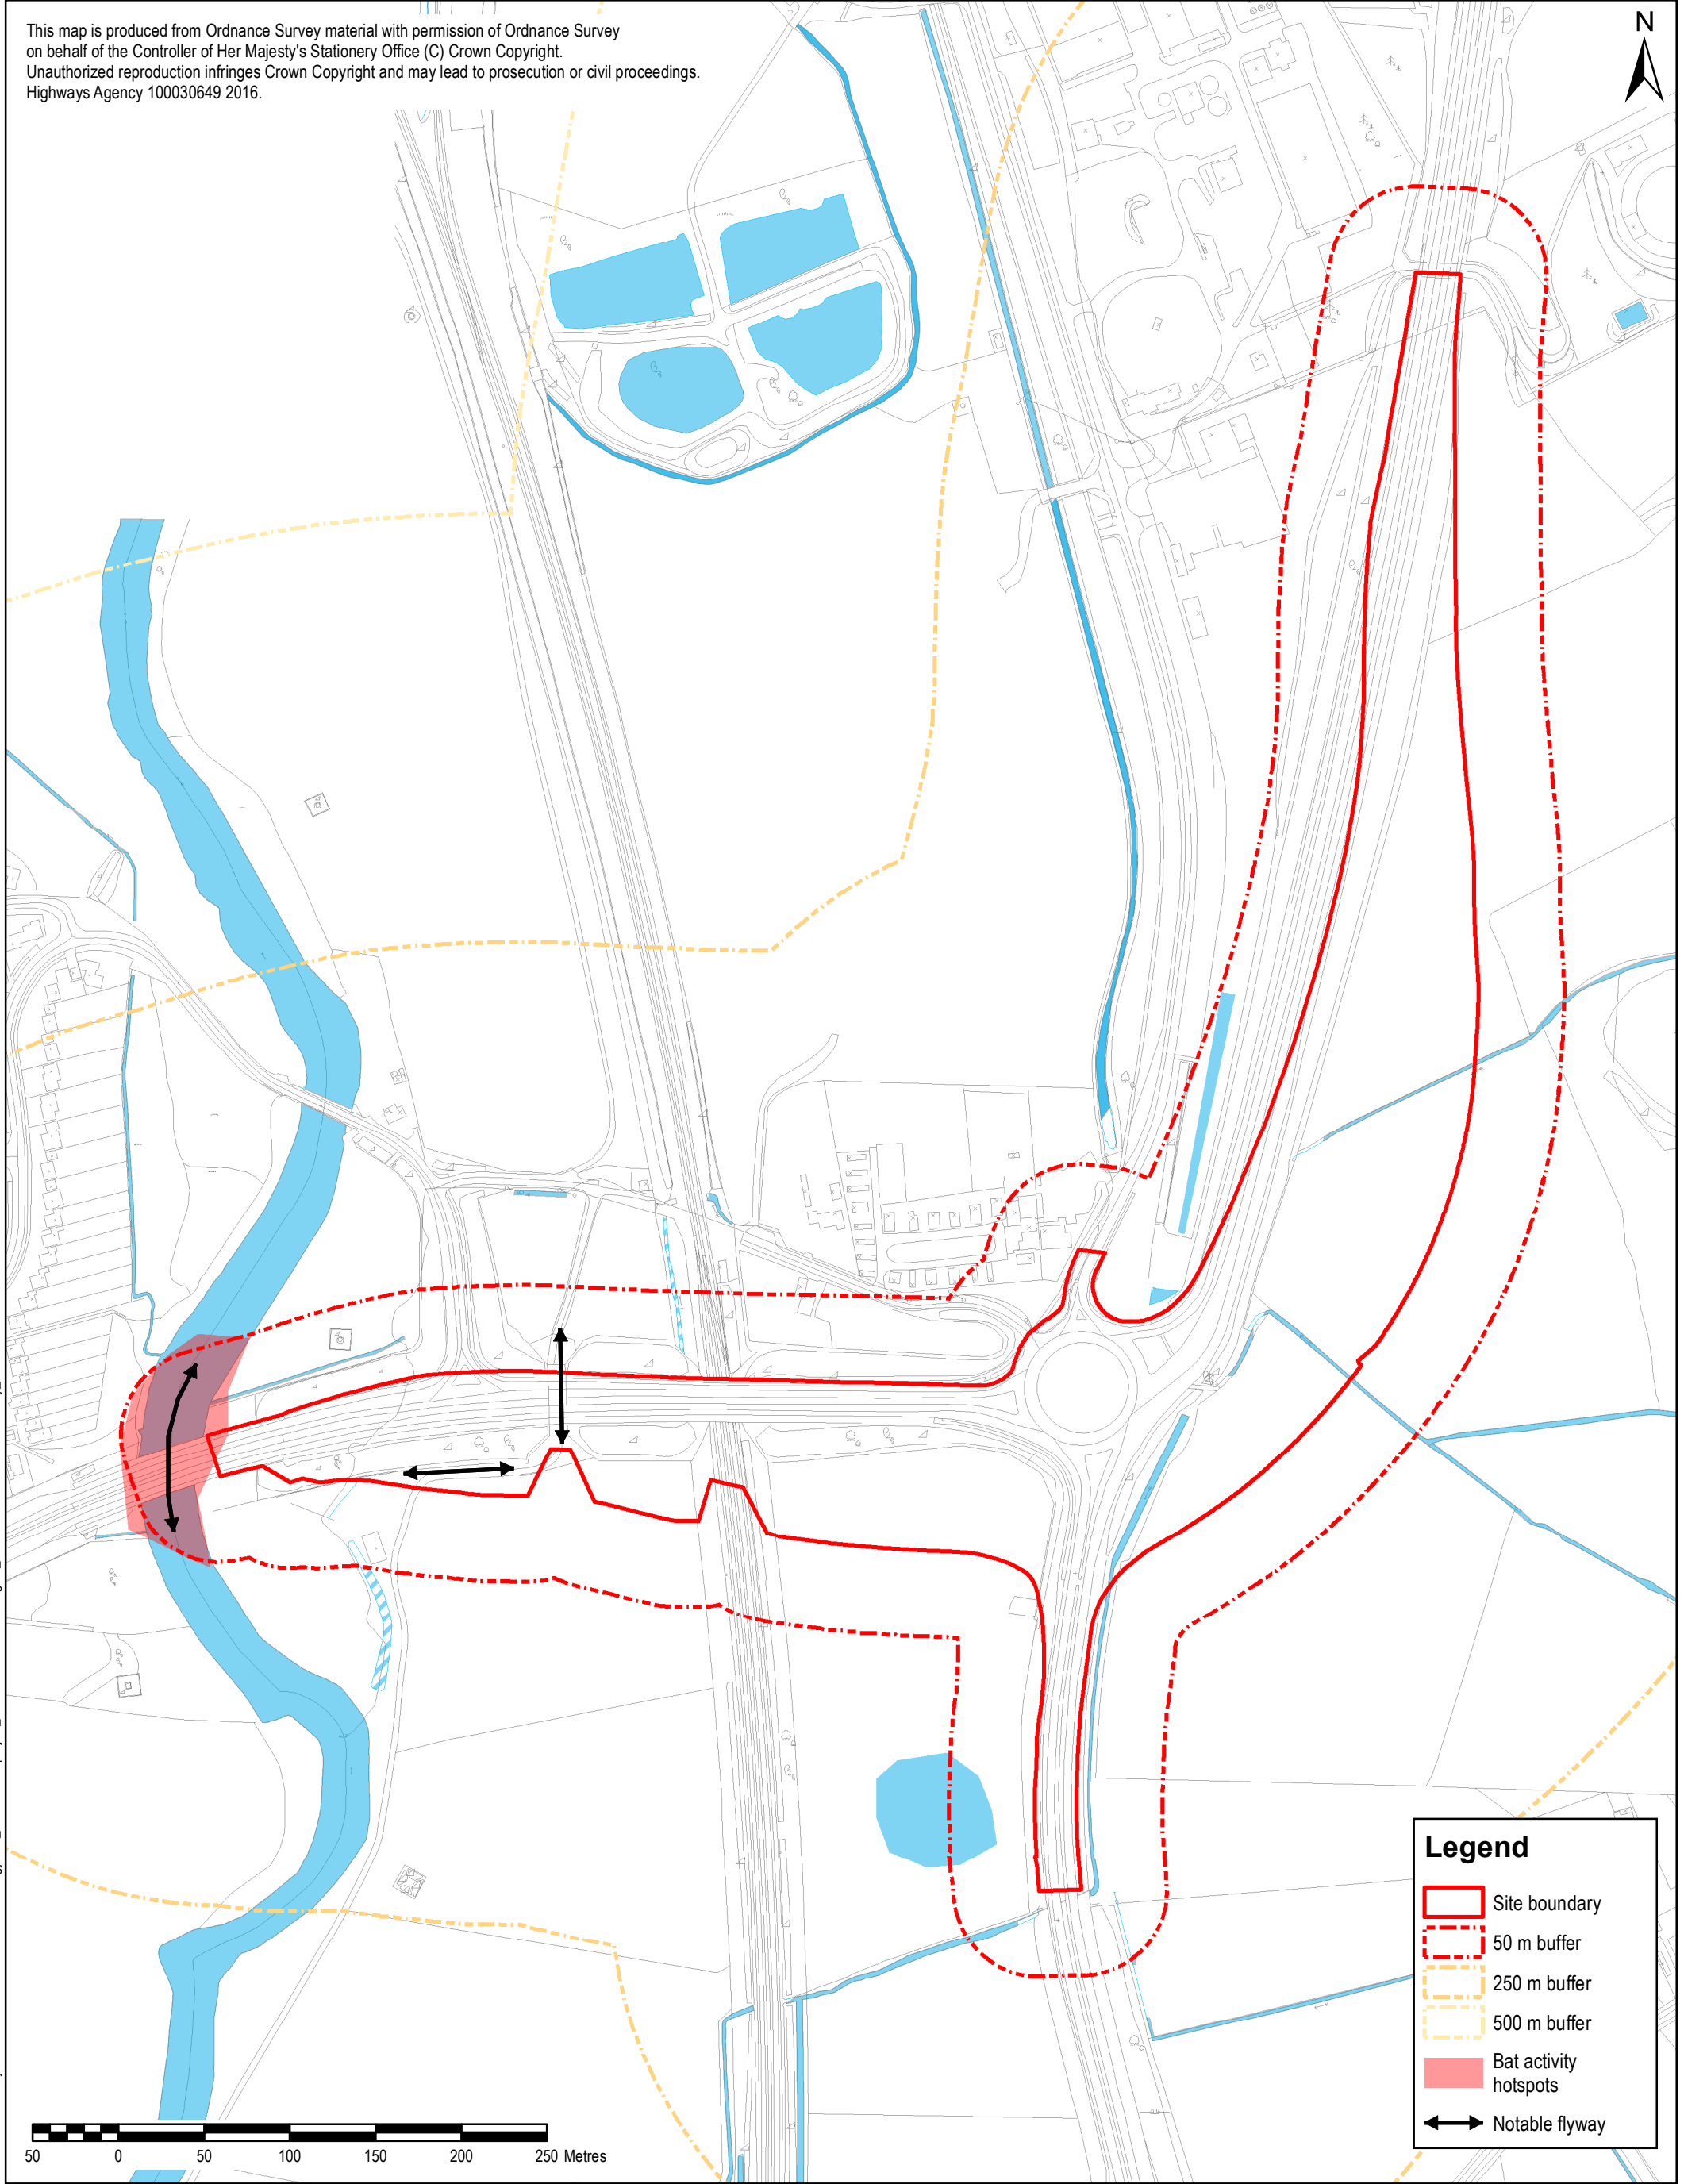 This map is produced from Ordnance Survey material with permission of Ordnance Survey
on behalf of the Controller of Her Majesty's Stationery Office (C) Crown Copyright.
Unauthorized reproduction infringes Crown Copyright and may lead to prosecution or civil proceedings.
Highways Agency 100030649 2016.
N
Legend
Site boundary
50 m buffer
250 m buffer
500 m buffer
Bat activity
hotspots
Notable flyway
50 0 50 100 150 200 250 Metres